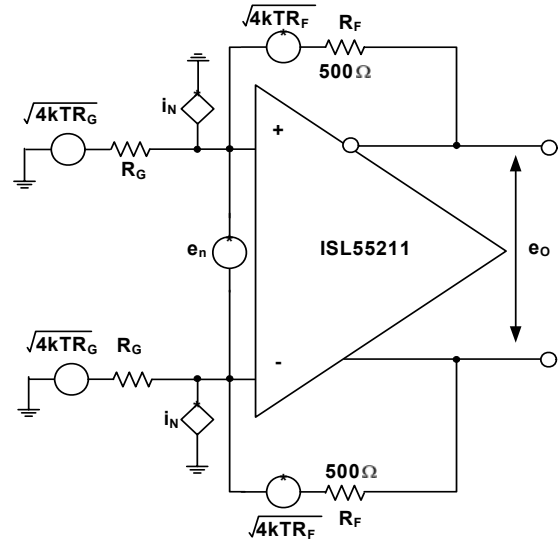 √4kTR_F
R_F
500Ω
i_N
√4kTR_G
R_G
+
*
e_n
ISL55211
e_O
√4kTR_G
R_G
-
i_N
*
*
500Ω
√4kTR_F
R_F